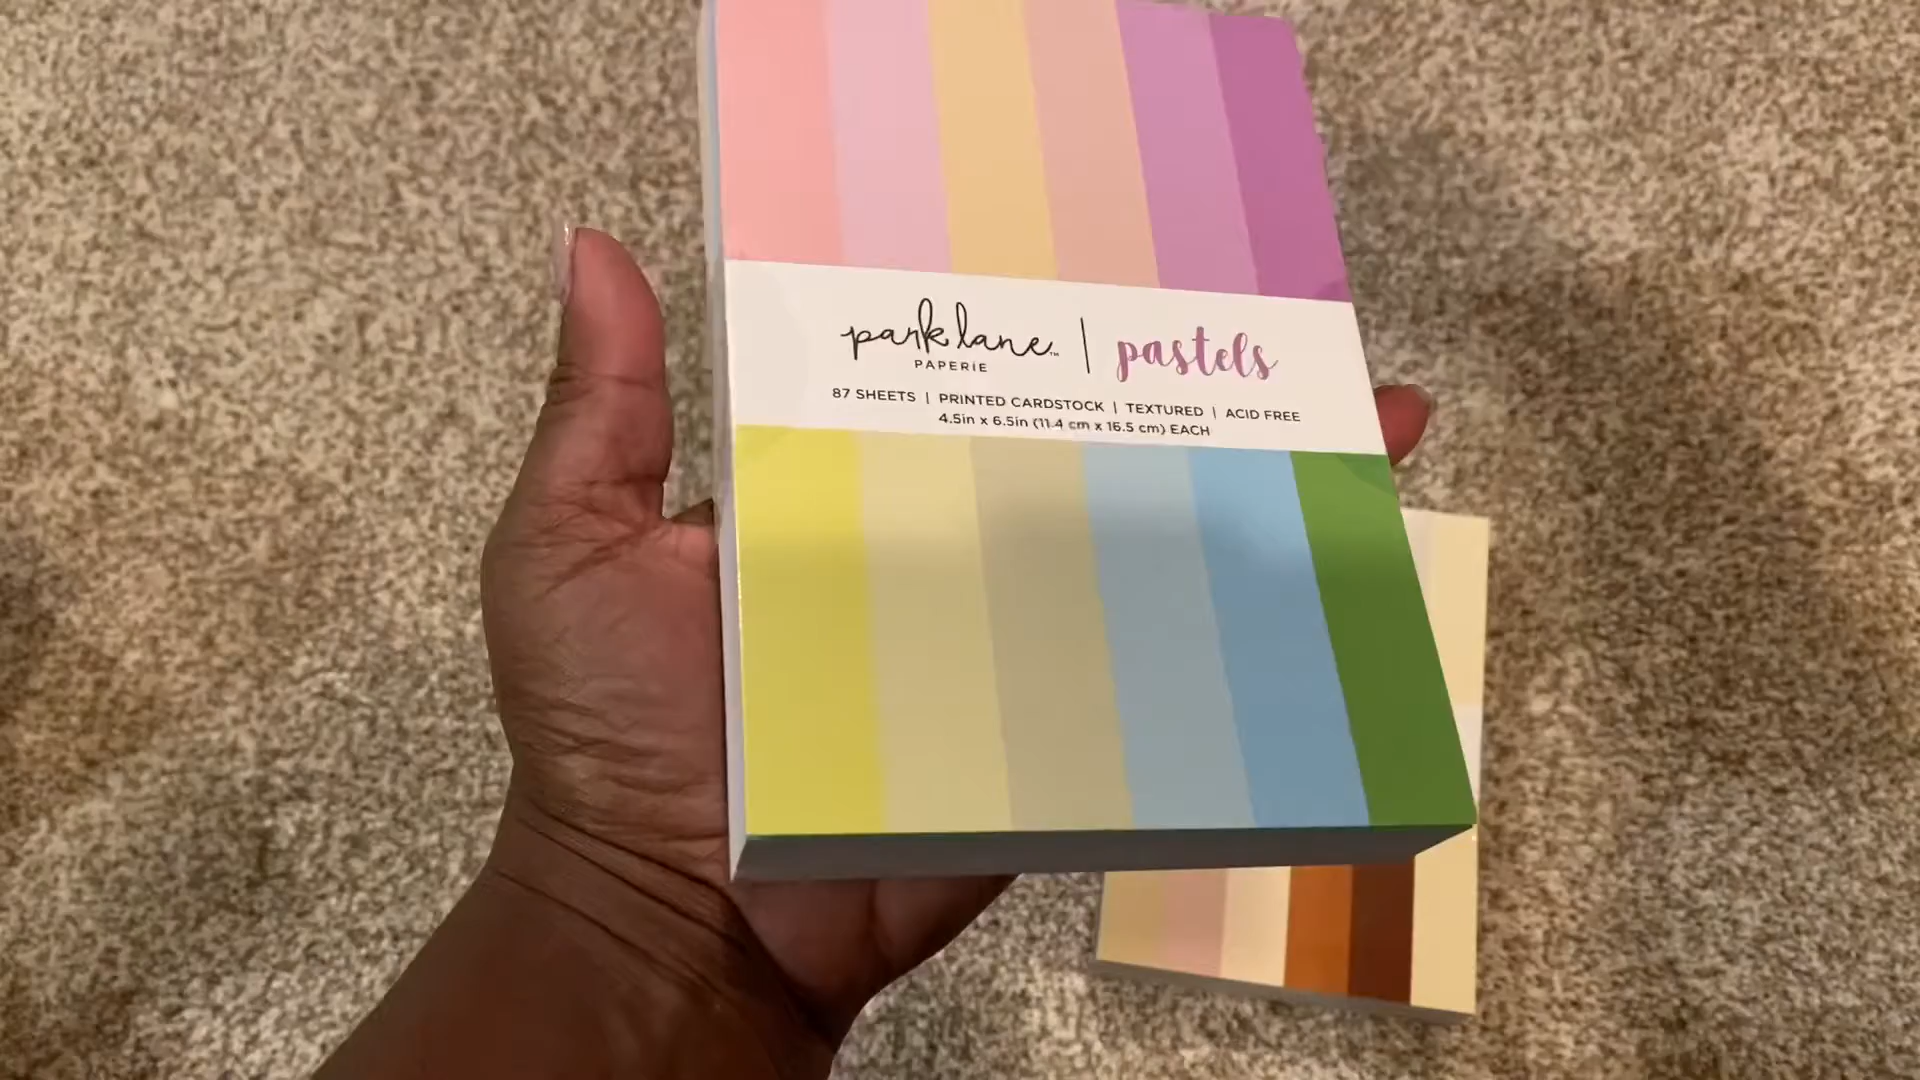 park lane™ | pastels
PAPERIE
87 SHEETS | PRINTED CARDSTOCK | TEXTURED | ACID FREE
4.5in x 6.5in (11.4 cm x 16.5 cm) EACH